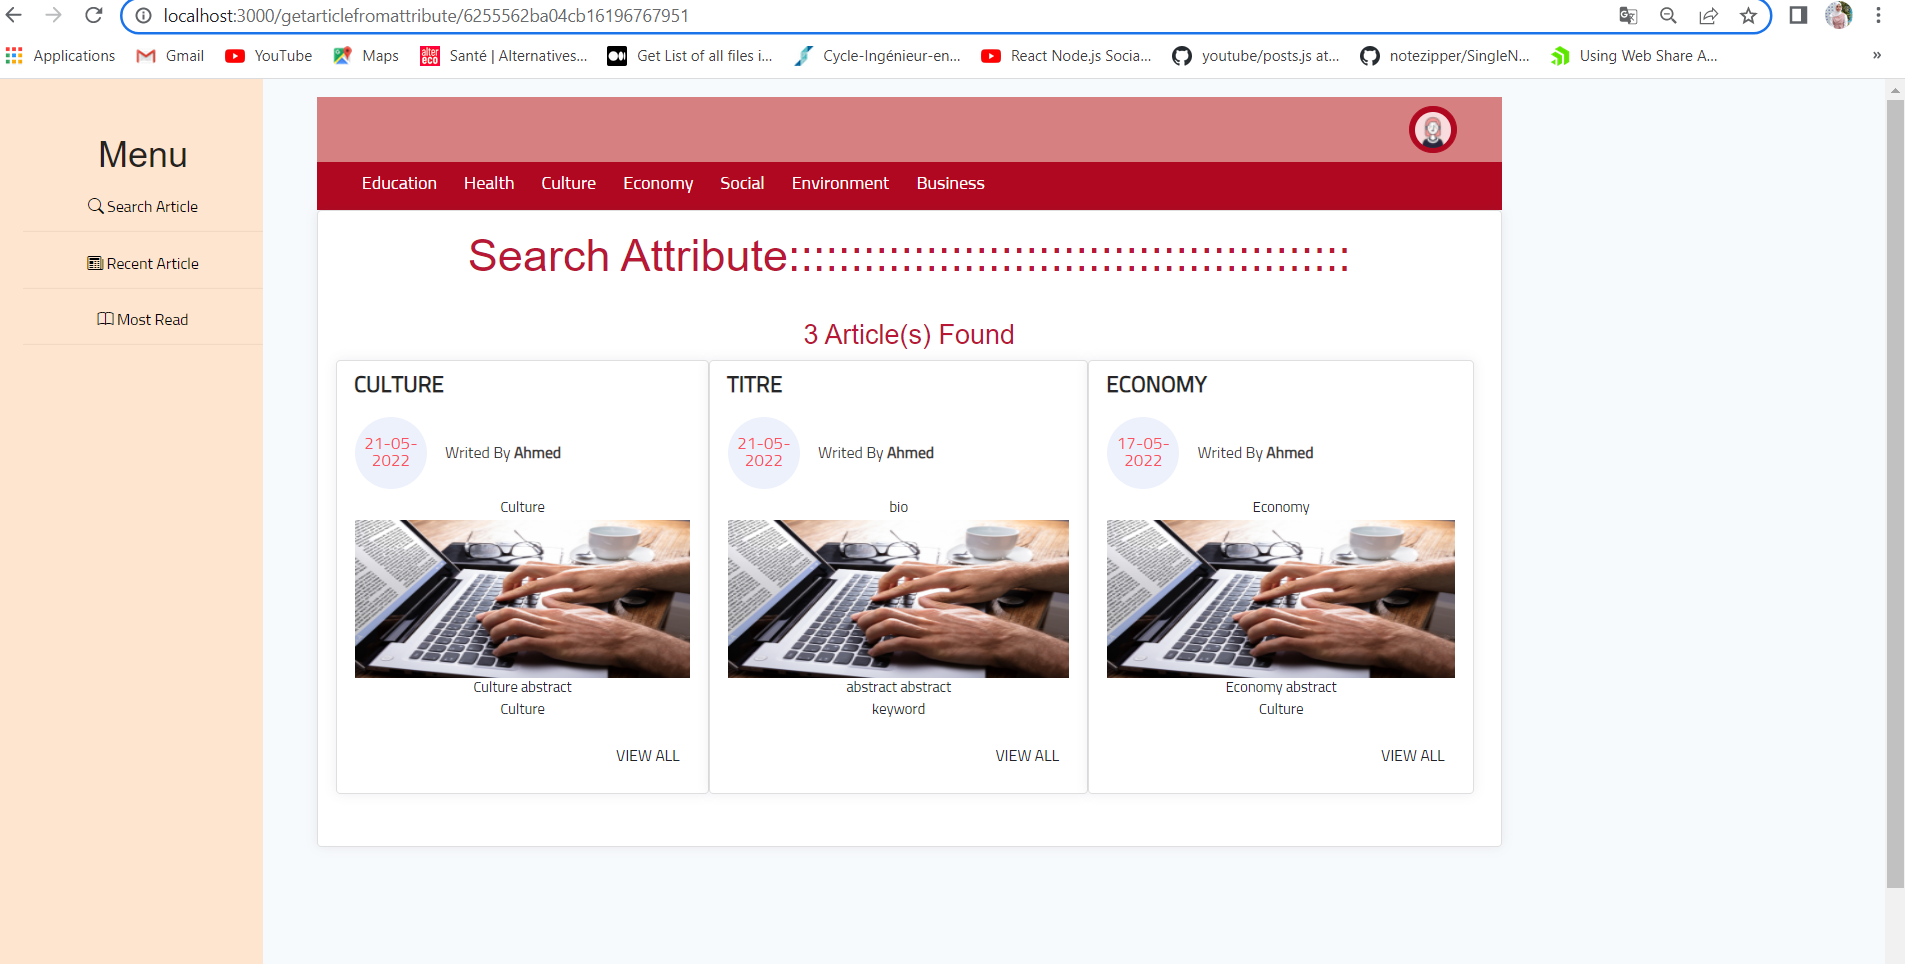 localhost:3000/getarticlefromattribute/6255562ba04cb16196767951
Applications Gmail YouTube Maps alter eco Santé | Alternatives... Get List of all files i... Cycle-Ingénieur-en... React Node.js Socia... youtube/posts.js at... notezipper/SingleN... Using Web Share A... »
Menu
Search Article
Recent Article
Most Read
Education Health Culture Economy Social Environment Business
Search Attribute:::::::::::::::::::::::::::::::::::::::::::::
3 Article(s) Found
CULTURE
21-05-
2022
Writed By Ahmed
Culture
Culture abstract
Culture
VIEW ALL
TITRE
21-05-
2022
Writed By Ahmed
bio
abstract abstract
keyword
VIEW ALL
ECONOMY
17-05-
2022
Writed By Ahmed
Economy
Economy abstract
Culture
VIEW ALL